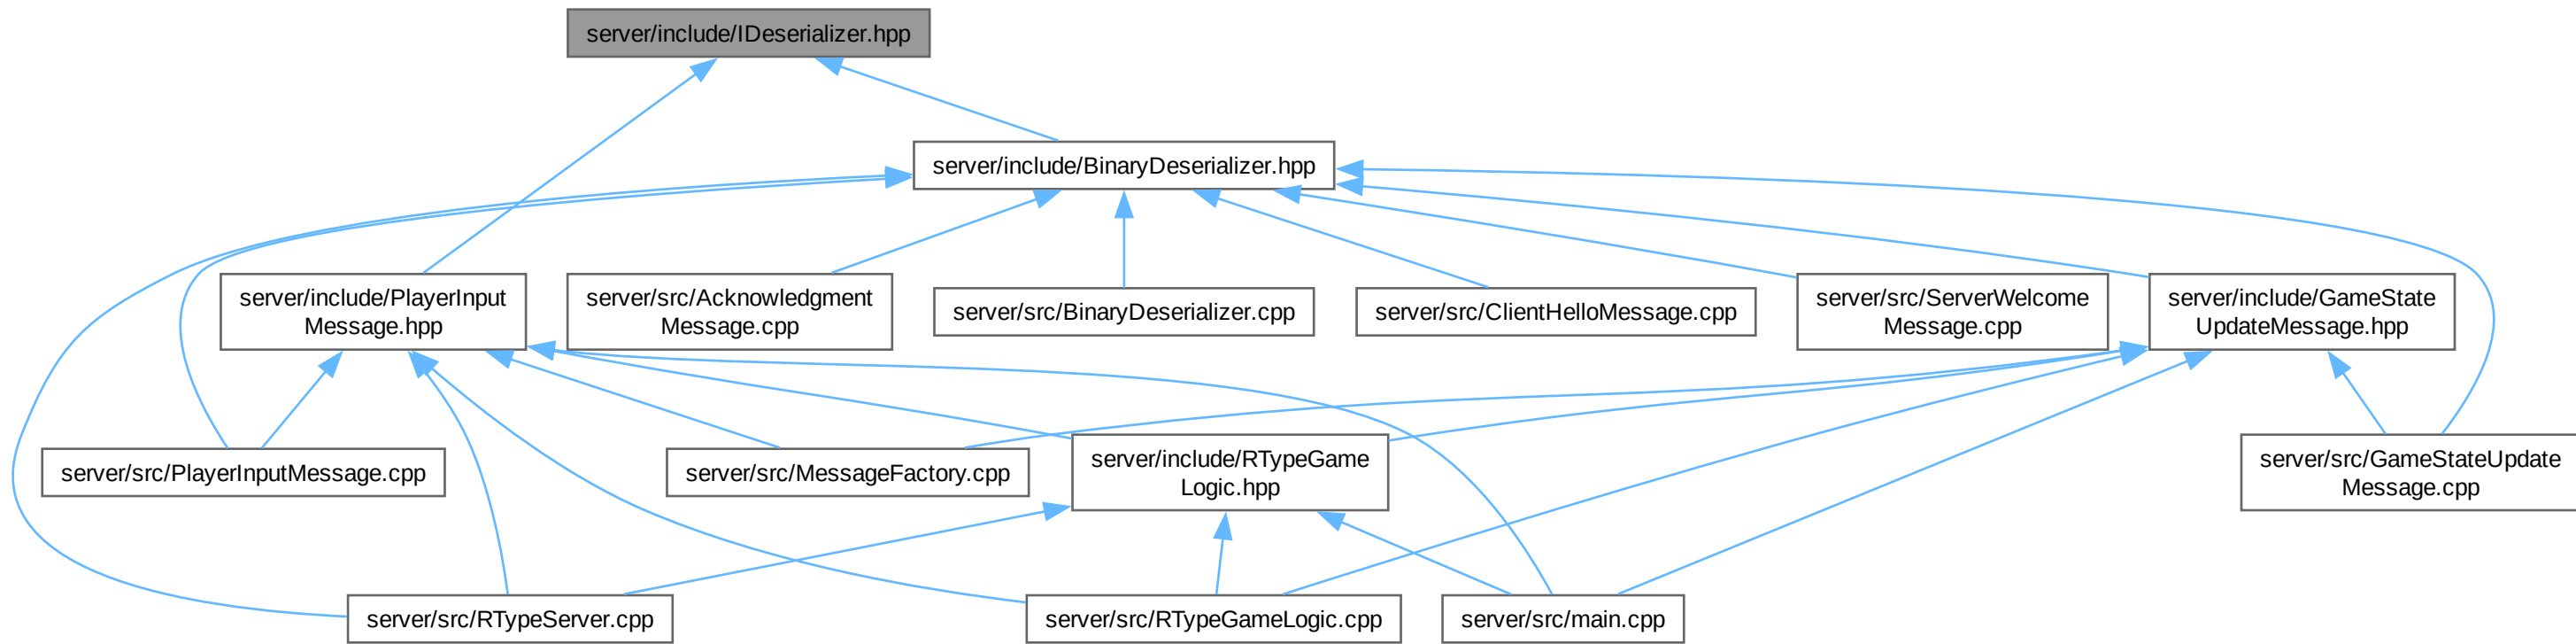 server/include/IDeserializer.hpp
server/include/BinaryDeserializer.hpp
server/include/PlayerInput
Message.hpp
server/src/Acknowledgment
Message.cpp
server/src/BinaryDeserializer.cpp
server/src/ClientHelloMessage.cpp
server/src/ServerWelcome
Message.cpp
server/include/GameState
UpdateMessage.hpp
server/src/PlayerInputMessage.cpp
server/src/MessageFactory.cpp
server/include/RTypeGame
Logic.hpp
server/src/GameStateUpdate
Message.cpp
server/src/RTypeServer.cpp
server/src/RTypeGameLogic.cpp
server/src/main.cpp